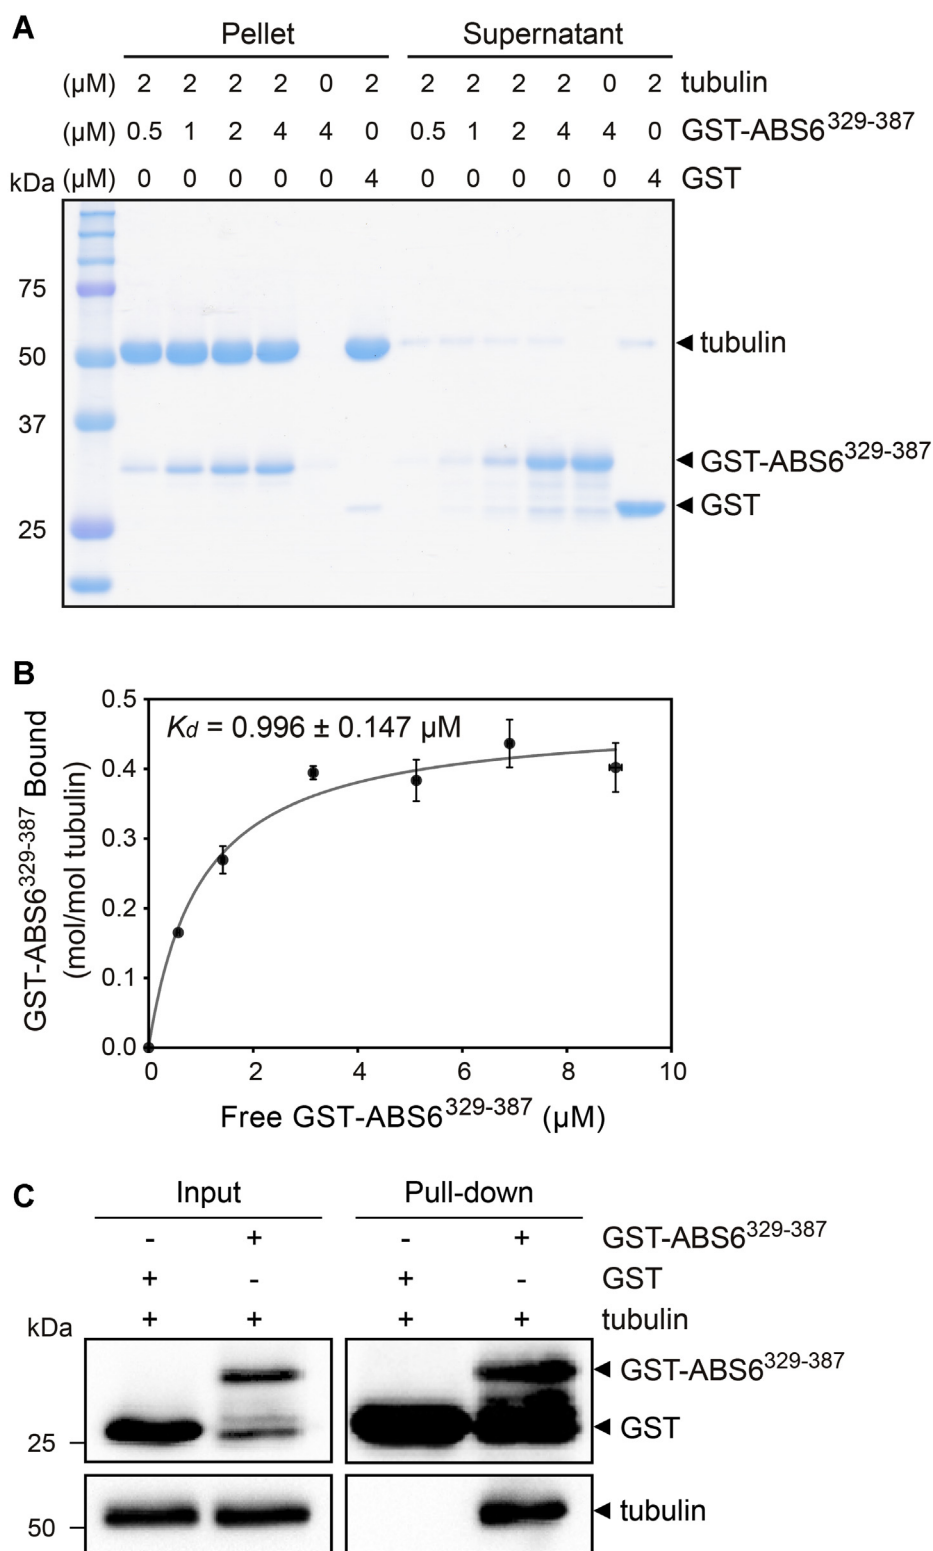 A
Pellet Supernatant
(µM) 2 2 2 2 0 2 2 2 2 2 0 2 tubulin
(µM) 0.5 1 2 4 4 0 0.5 1 2 4 4 0 GST-ABS6329-387
kDa (µM) 0 0 0 0 0 4 0 0 0 0 0 4 GST
75
tubulin
50
37
GST-ABS6329-387
GST
25
B
0.5
Kd = 0.996 ± 0.147 µM
0.4
0.3
0.2
0.1
0.0
GST-ABS6329-387 Bound
(mol/mol tubulin)
0 2 4 6 8 10
Free GST-ABS6329-387 (µM)
C
Input Pull-down
- + - + GST-ABS6329-387
+ - + - GST
+ + + + tubulin
kDa
GST-ABS6329-387
GST
25
tubulin
50